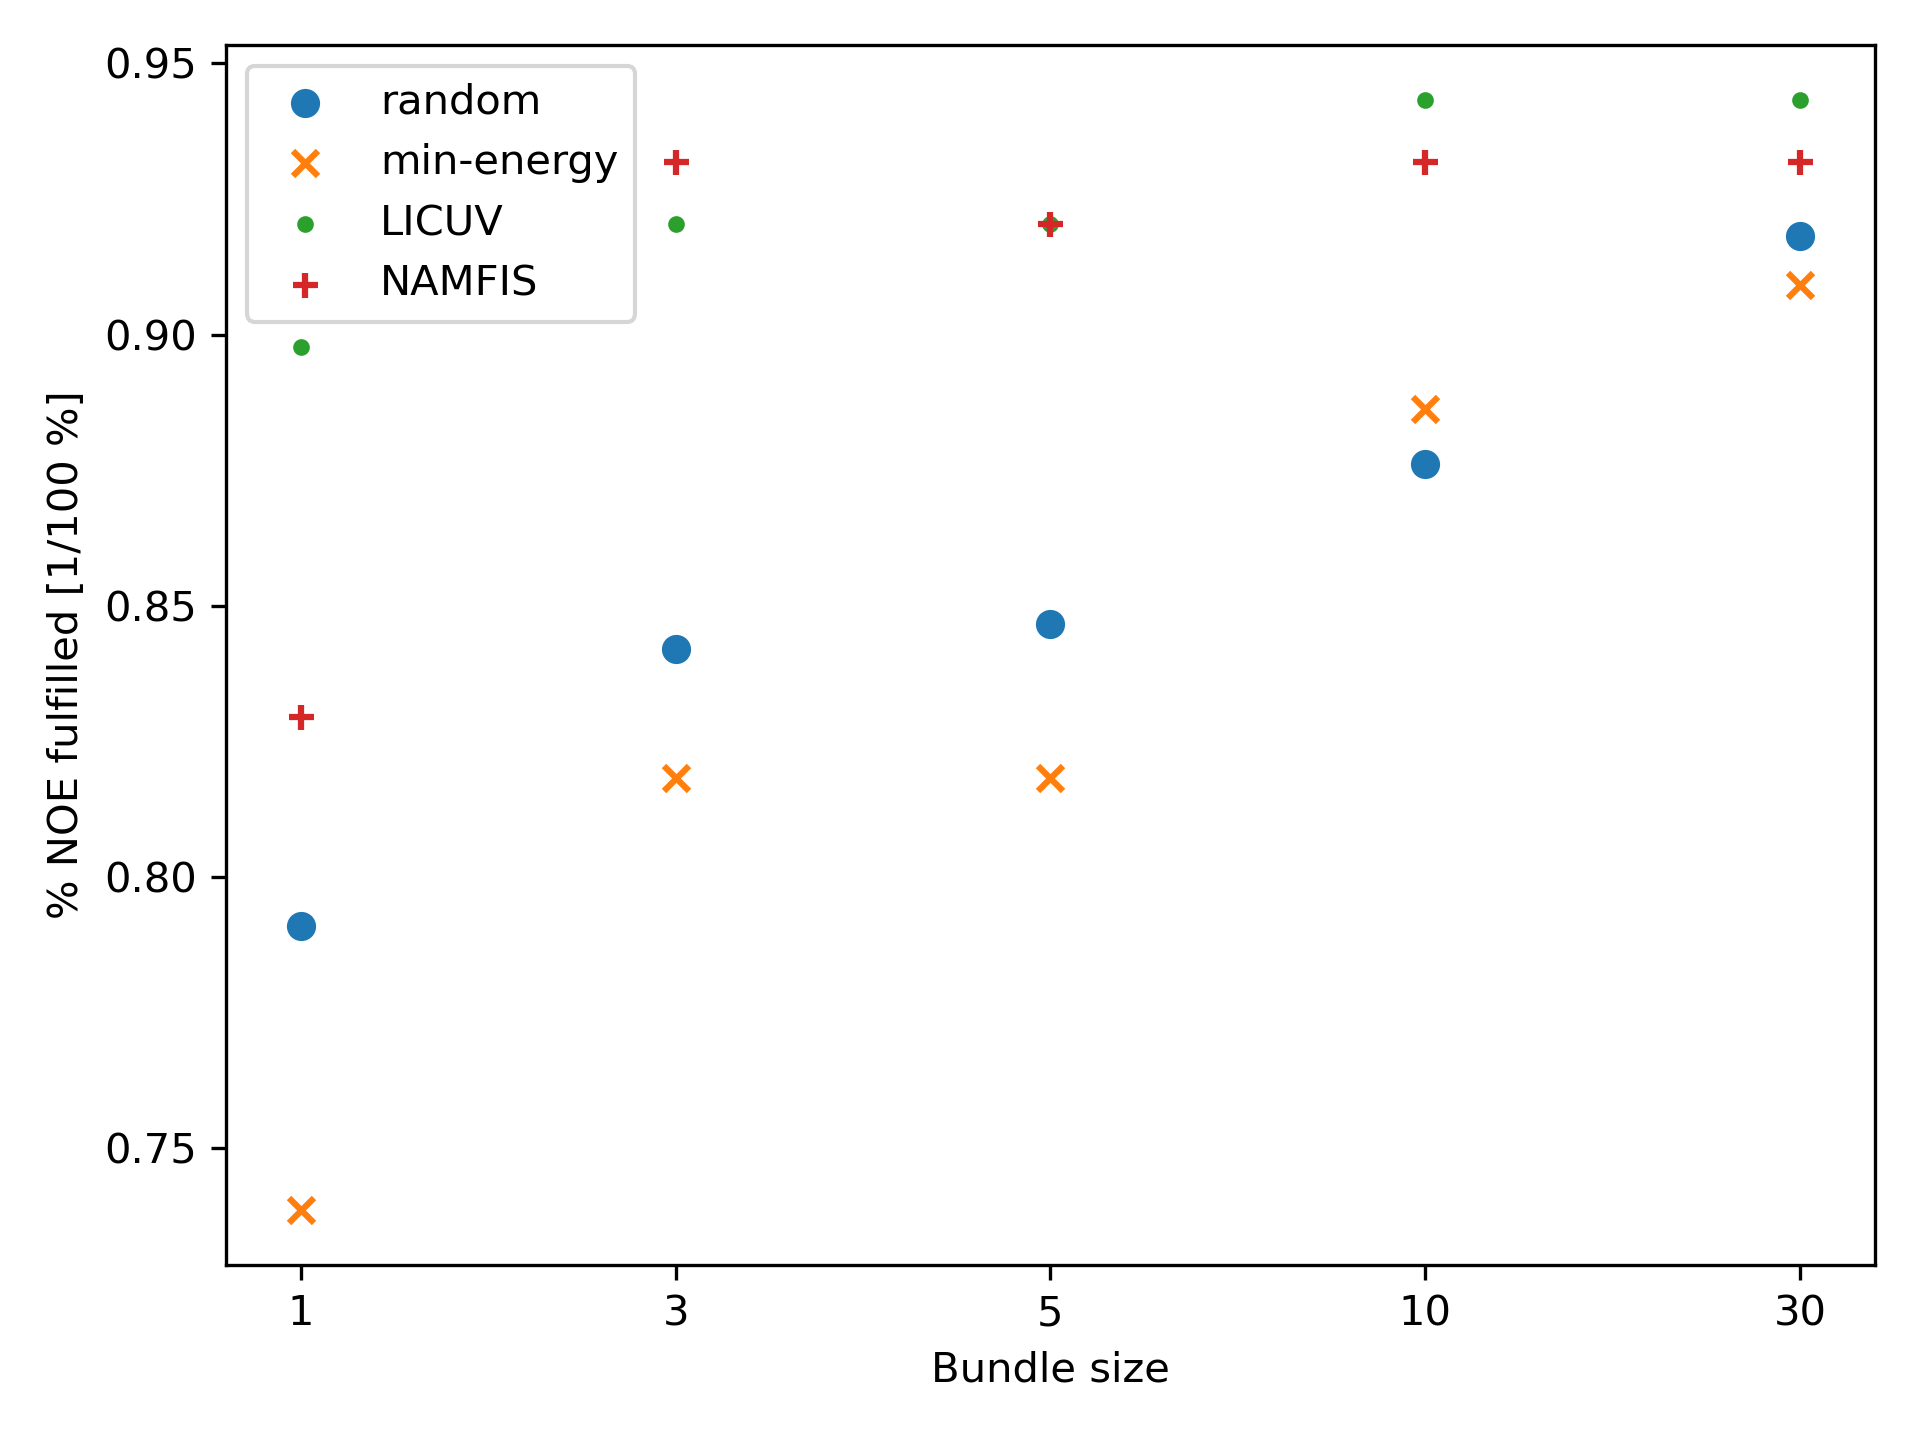 0.95
0.90
0.85
0.80
0.75
% NOE fulfilled [1/100 %]
random
min-energy
LICUV
NAMFIS
1 3 5 10 30
Bundle size